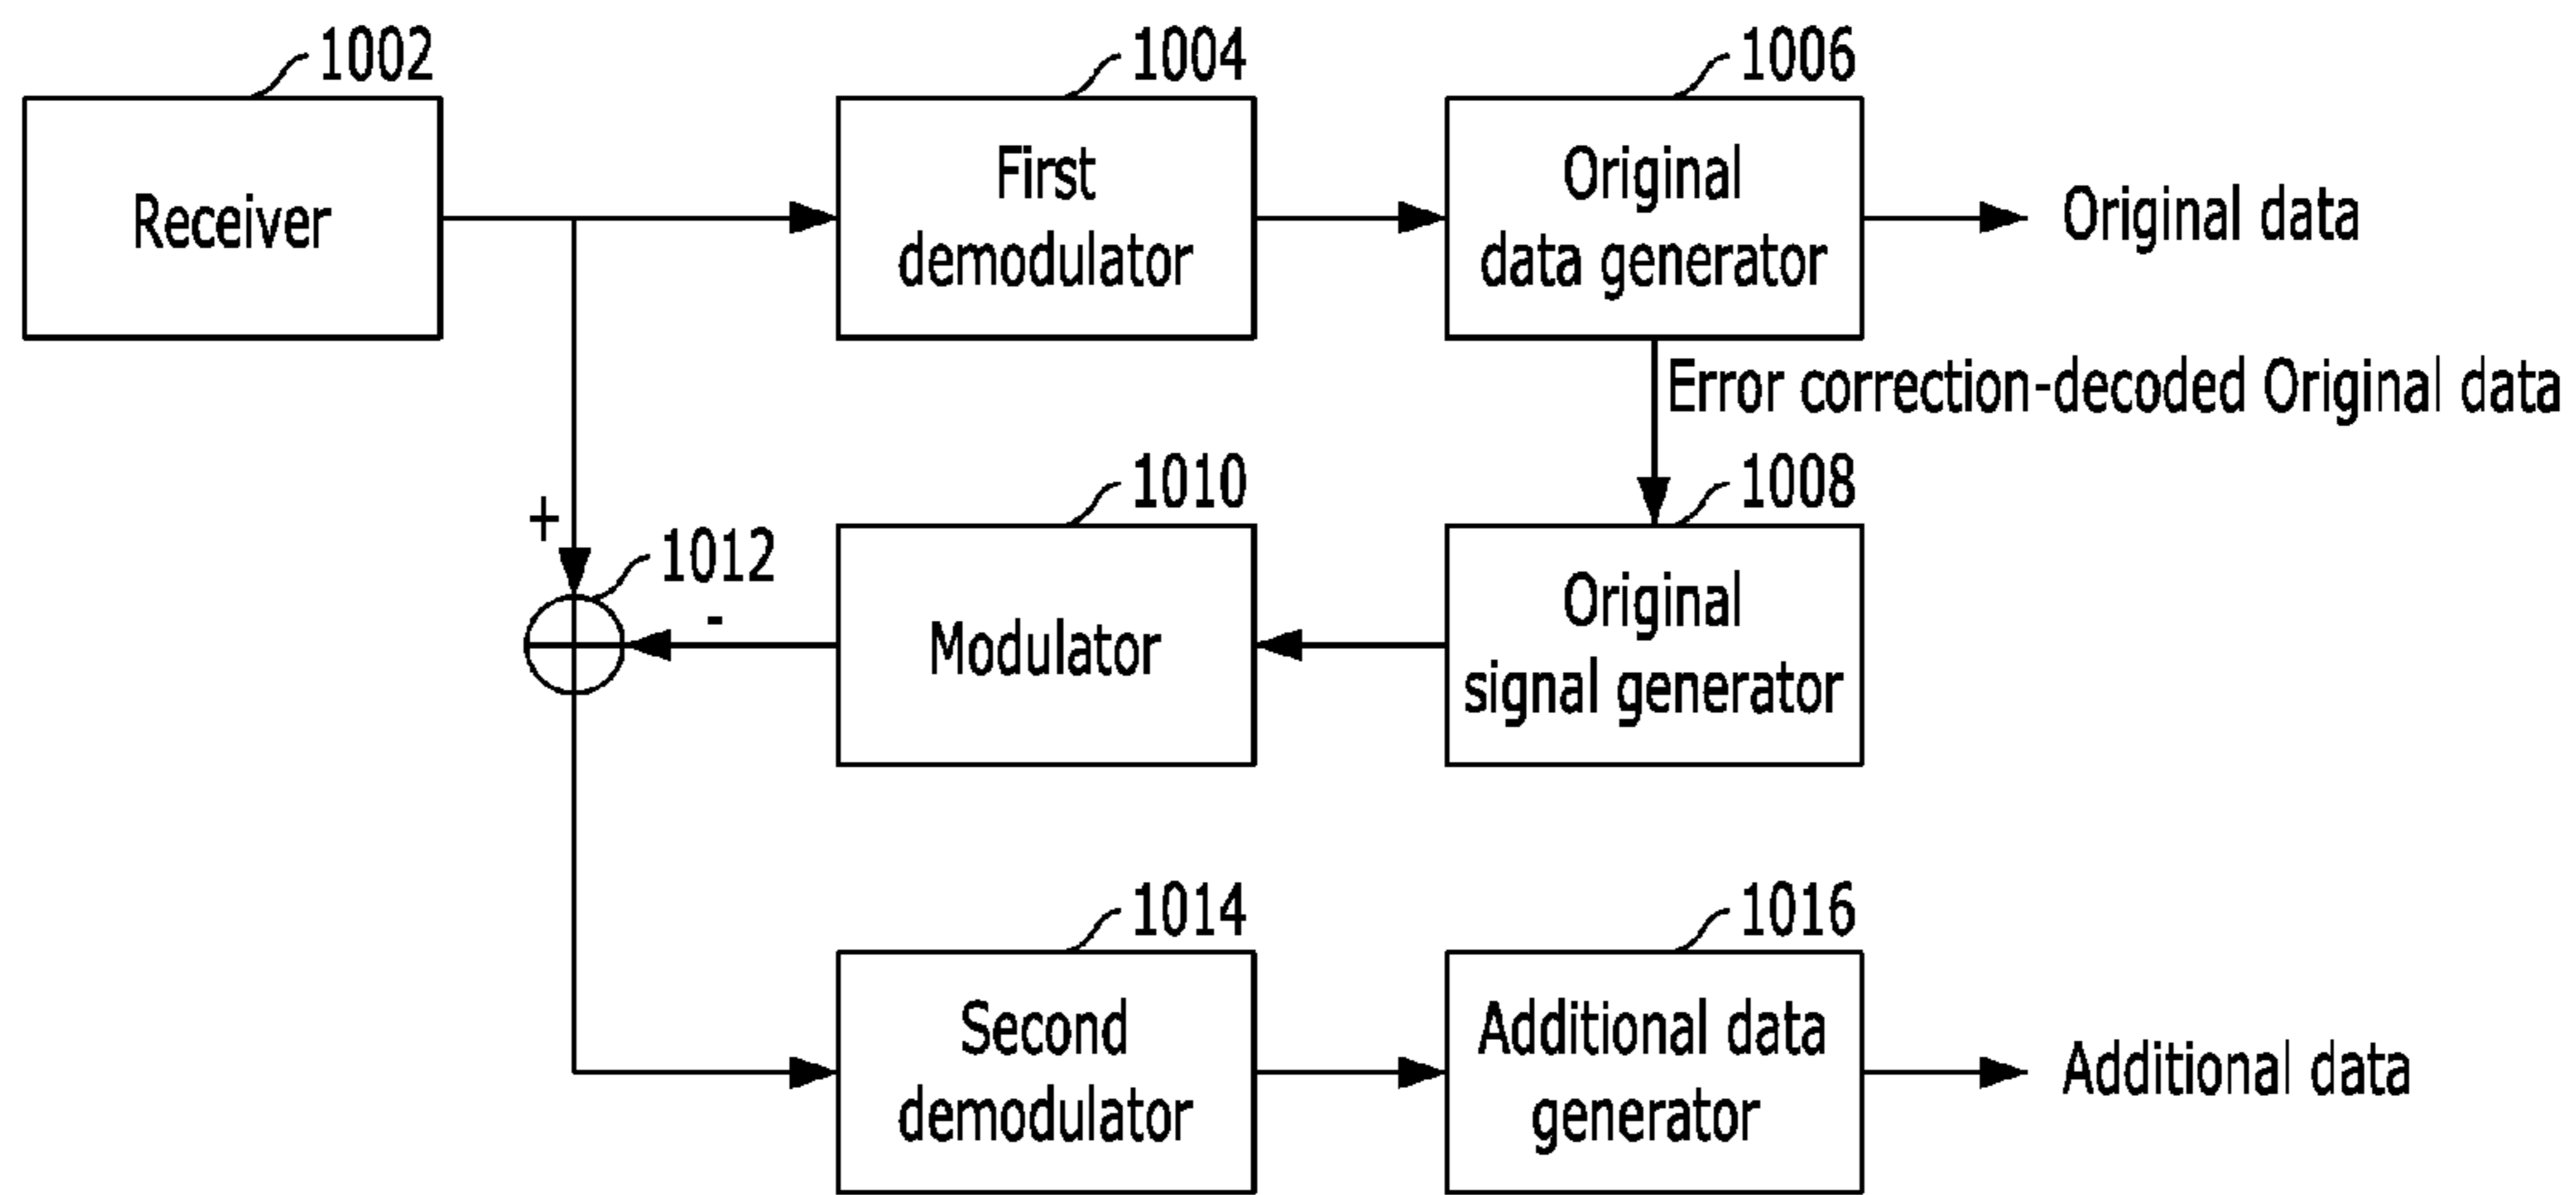 1002
1004
1006
Receiver
First
demodulator
Original
data generator
Original data
Error correction-decoded Original data
+
1012
-
1010
1008
Modulator
Original
signal generator
1014
1016
Second
demodulator
Additional data
generator
Additional data